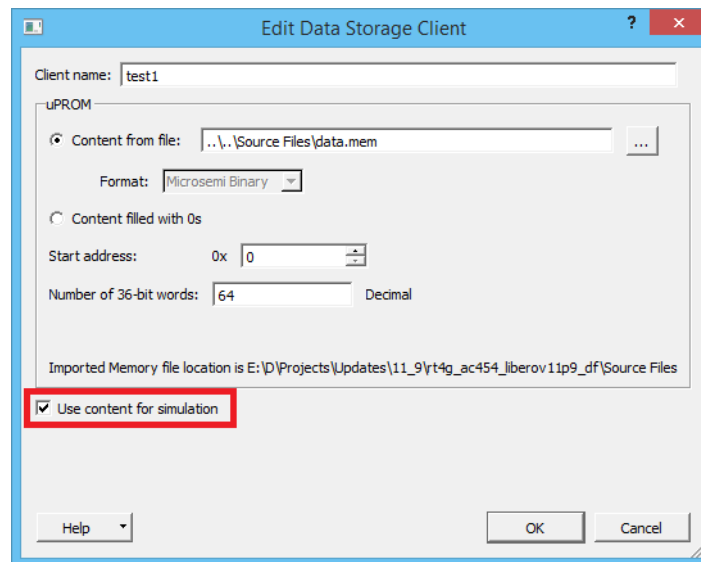 Edit Data Storage Client
?
Client name: test1
uPROM
Content from file: ..\..\Source Files\data.mem ...
Format: Microsemi Binary
Content filled with 0s
Start address: 0x 0
Number of 36-bit words: 64 Decimal
Imported Memory file location is E:\D\Projects\Updates\11_9\rt4g_ac454_liberov11p9_df\Source Files
Use content for simulation
Help OK Cancel